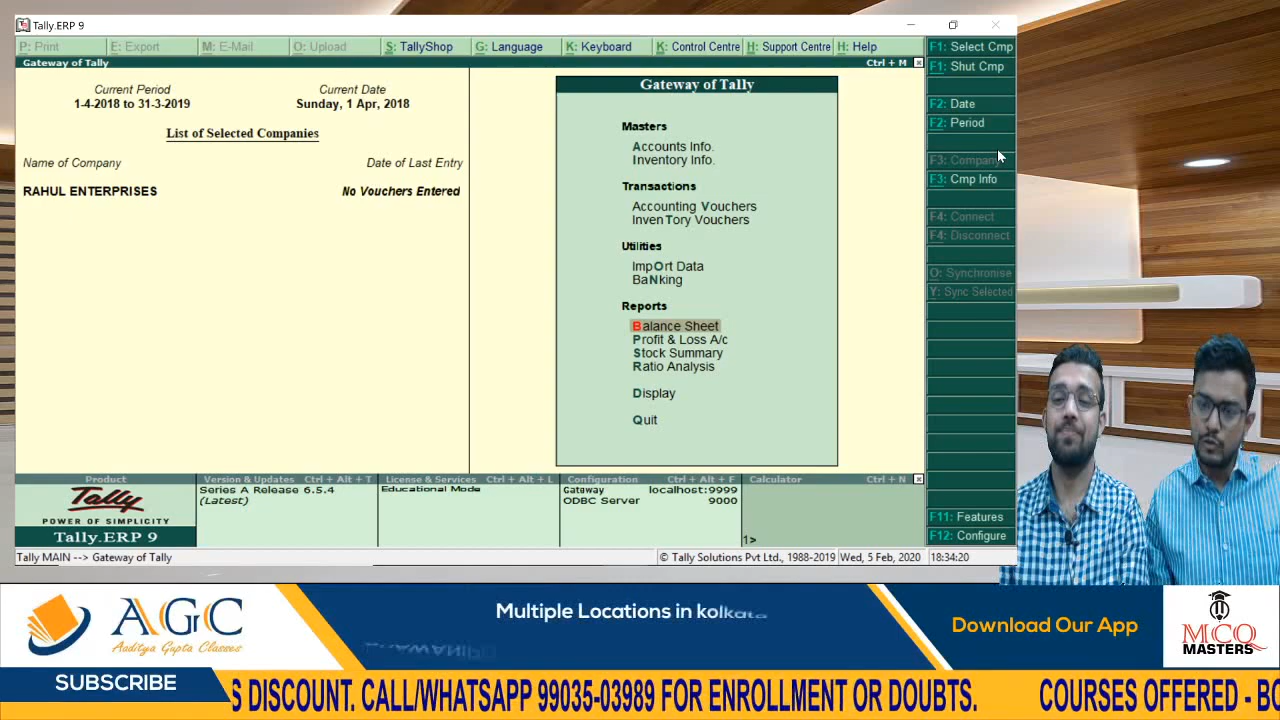 Tally.ERP 9
P: Print E: Export M: E-Mail O: Upload S: TallyShop G: Language K: Keyboard K: Control Centre H: Support Centre H: Help
Gateway of Tally Ctrl + M
Current Period Current Date
1-4-2018 to 31-3-2019 Sunday, 1 Apr, 2018
List of Selected Companies
Name of Company Date of Last Entry
RAHUL ENTERPRISES No Vouchers Entered
Gateway of Tally
Masters
Accounts Info.
Inventory Info.
Transactions
Accounting Vouchers
InvenTory Vouchers
Utilities
ImpOrt Data
BaNking
Reports
Balance Sheet
Profit & Loss A/c
Stock Summary
Ratio Analysis
Display
Quit
F1: Select Cmp
F1: Shut Cmp
F2: Date
F2: Period
F3: Company
F3: Cmp Info
F4: Connect
F4: Disconnect
O: Synchronise
Y: Sync Selected
F11: Features
F12: Configure
Product Version & Updates Ctrl + Alt + T License & Services Ctrl + Alt + L Configuration Ctrl + Alt + F Calculator Ctrl + N
Tally
POWER OF SIMPLICITY
Tally.ERP 9
Series A Release 6.5.4
(Latest)
Educational Mode
Gateway localhost:9999
ODBC Server 9000
1>
Tally MAIN --> Gateway of Tally © Tally Solutions Pvt Ltd., 1988-2019 Wed, 5 Feb, 2020 18:34:20
AGC
Aaditya Gupta Classes
Multiple Locations in kolkata
Download Our App
MCQ
MASTERS
SUBSCRIBE
S DISCOUNT. CALL/WHATSAPP 99035-03989 FOR ENROLLMENT OR DOUBTS. COURSES OFFERED - BO